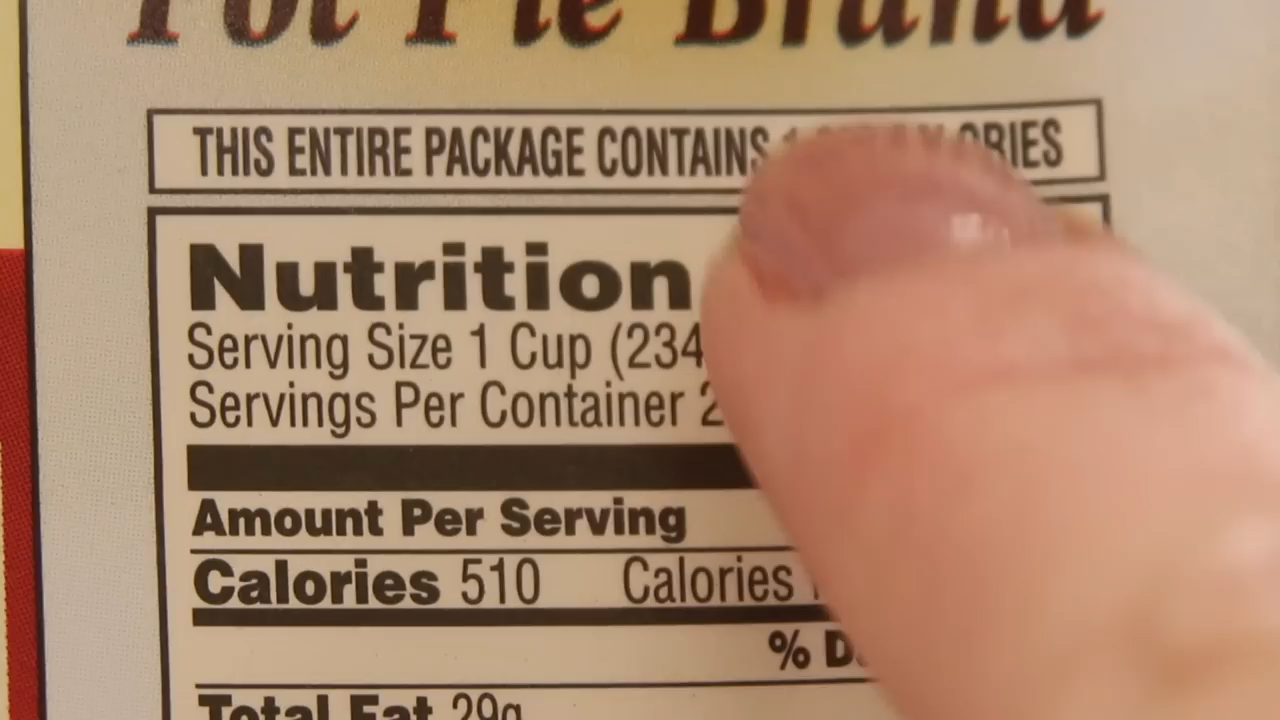 Pot Pie Brand
THIS ENTIRE PACKAGE CONTAINS
Nutrition
Serving Size 1 Cup (234
Servings Per Container 2
Amount Per Serving
Calories 510 Calories
% D
Total Fat 29g